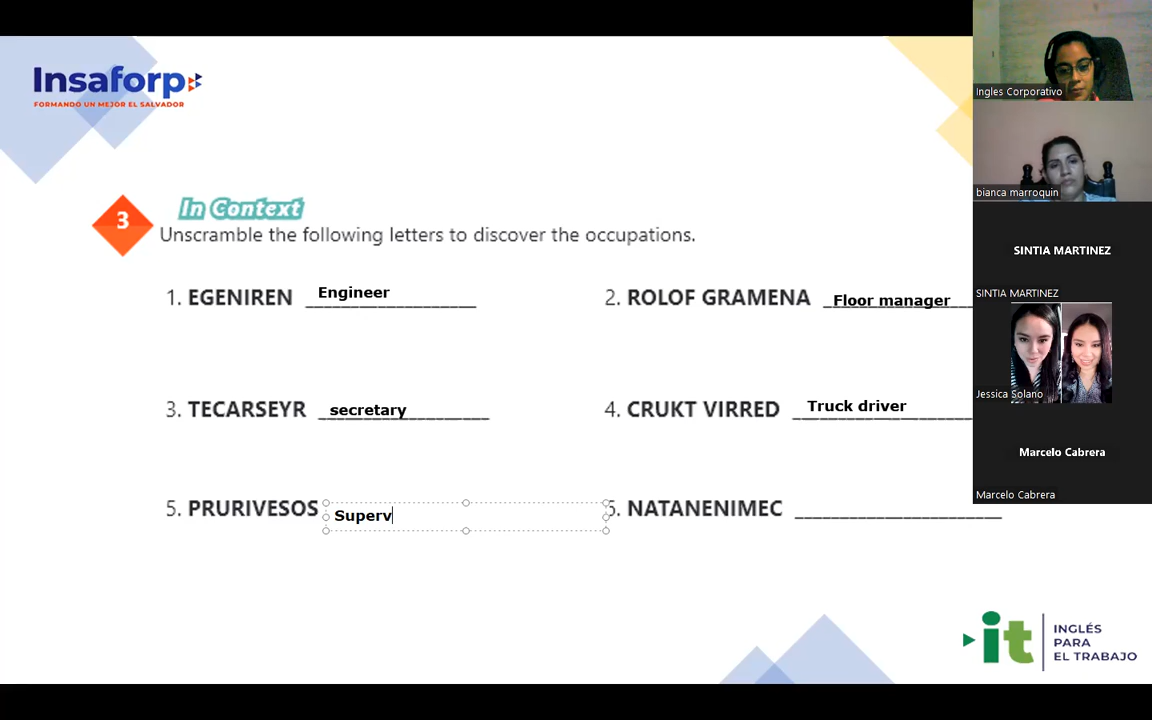 Insaforp
FORMANDO UN MEJOR EL SALVADOR
3
In Context
Unscramble the following letters to discover the occupations.
1. EGENIREN Engineer
2. ROLOF GRAMENA Floor manager
3. TECARSEYR secretary
4. CRUKT VIRRED Truck driver
5. PRURIVESOS Superv
6. NATANENIMEC
it INGLÉS
PARA
EL TRABAJO
Ingles Corporativo
bianca marroquin
SINTIA MARTINEZ
SINTIA MARTINEZ
Jessica Solano
Marcelo Cabrera
Marcelo Cabrera